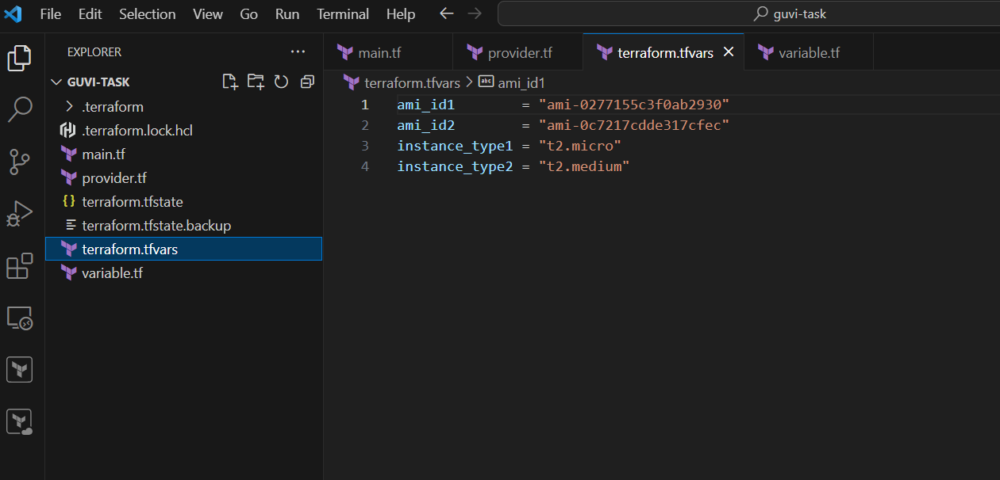 File Edit Selection View Go Run Terminal Help guvi-task
EXPLORER
GUVI-TASK
.terraform
.terraform.lock.hcl
main.tf
provider.tf
terraform.tfstate
terraform.tfstate.backup
terraform.tfvars
variable.tf
main.tf provider.tf terraform.tfvars variable.tf
terraform.tfvars > abc ami_id1
1 ami_id1 = "ami-0277155c3f0ab2930"
2 ami_id2 = "ami-0c7217cdde317cfec"
3 instance_type1 = "t2.micro"
4 instance_type2 = "t2.medium"